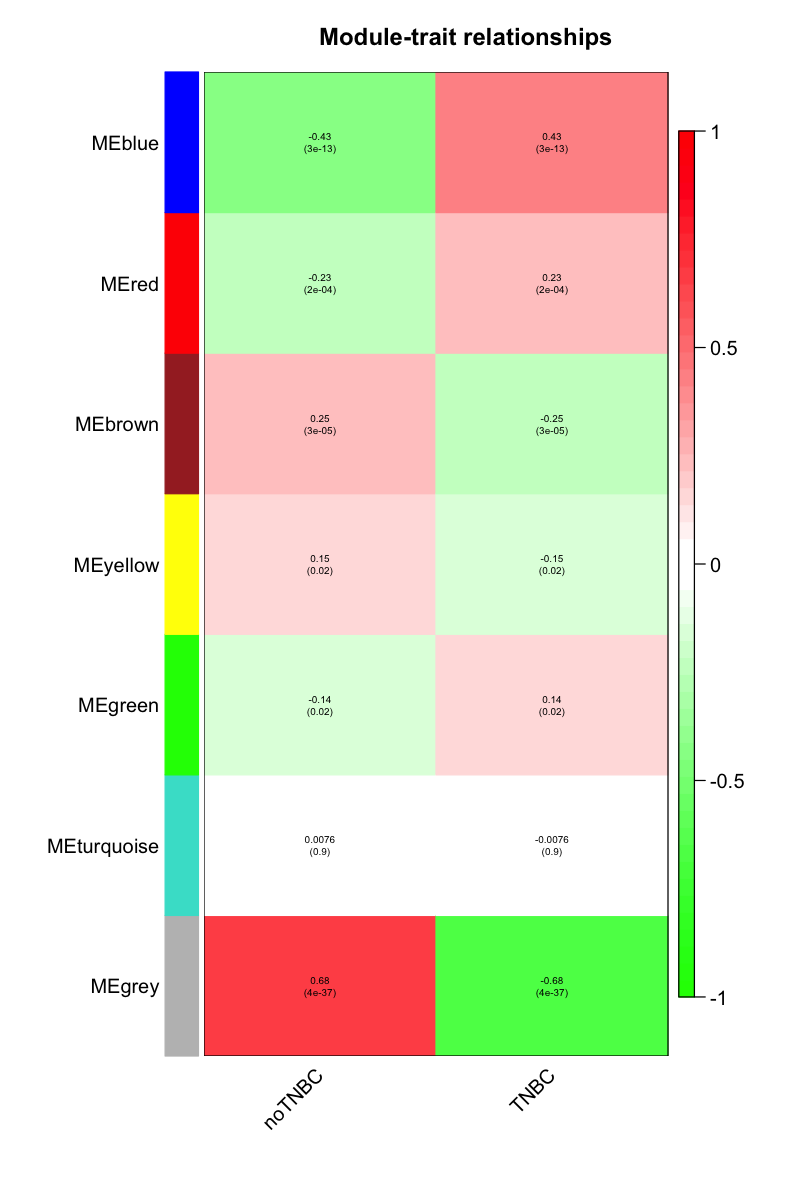 Module-trait relationships
MEblue
-0.43
(3e-13)
0.43
(3e-13)
MEred
-0.23
(2e-04)
0.23
(2e-04)
MEbrown
0.25
(3e-05)
-0.25
(3e-05)
MEyellow
0.15
(0.02)
-0.15
(0.02)
MEgreen
-0.14
(0.02)
0.14
(0.02)
MEturquoise
0.0076
(0.9)
-0.0076
(0.9)
MEgrey
0.68
(4e-37)
-0.68
(4e-37)
noTNBC
TNBC
1
0.5
0
-0.5
-1